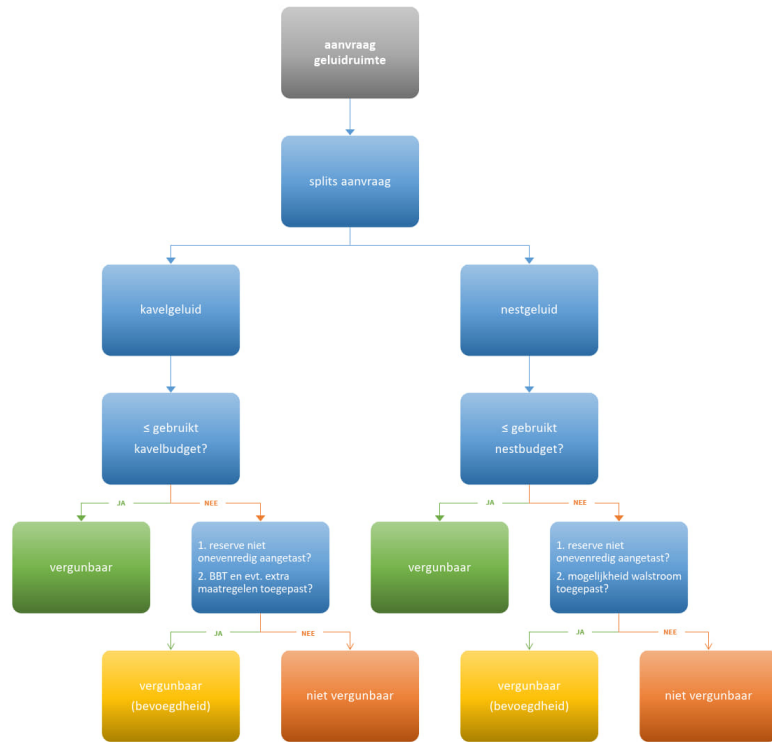 aanvraag
geluidruimte
splits aanvraag
kavelgeluid
nestgeluid
≤ gebruikt
kavelbudget?
≤ gebruikt
nestbudget?
JA
NEE
JA
NEE
vergunbaar
1. reserve niet
onevenredig aangetast?
2. BBT en evt. extra
maatregelen toegepast?
vergunbaar
1. reserve niet
onevenredig aangetast?
2. mogelijkheid walstroom
toegepast?
JA
NEE
JA
NEE
vergunbaar
(bevoegdheid)
niet vergunbaar
vergunbaar
(bevoegdheid)
niet vergunbaar